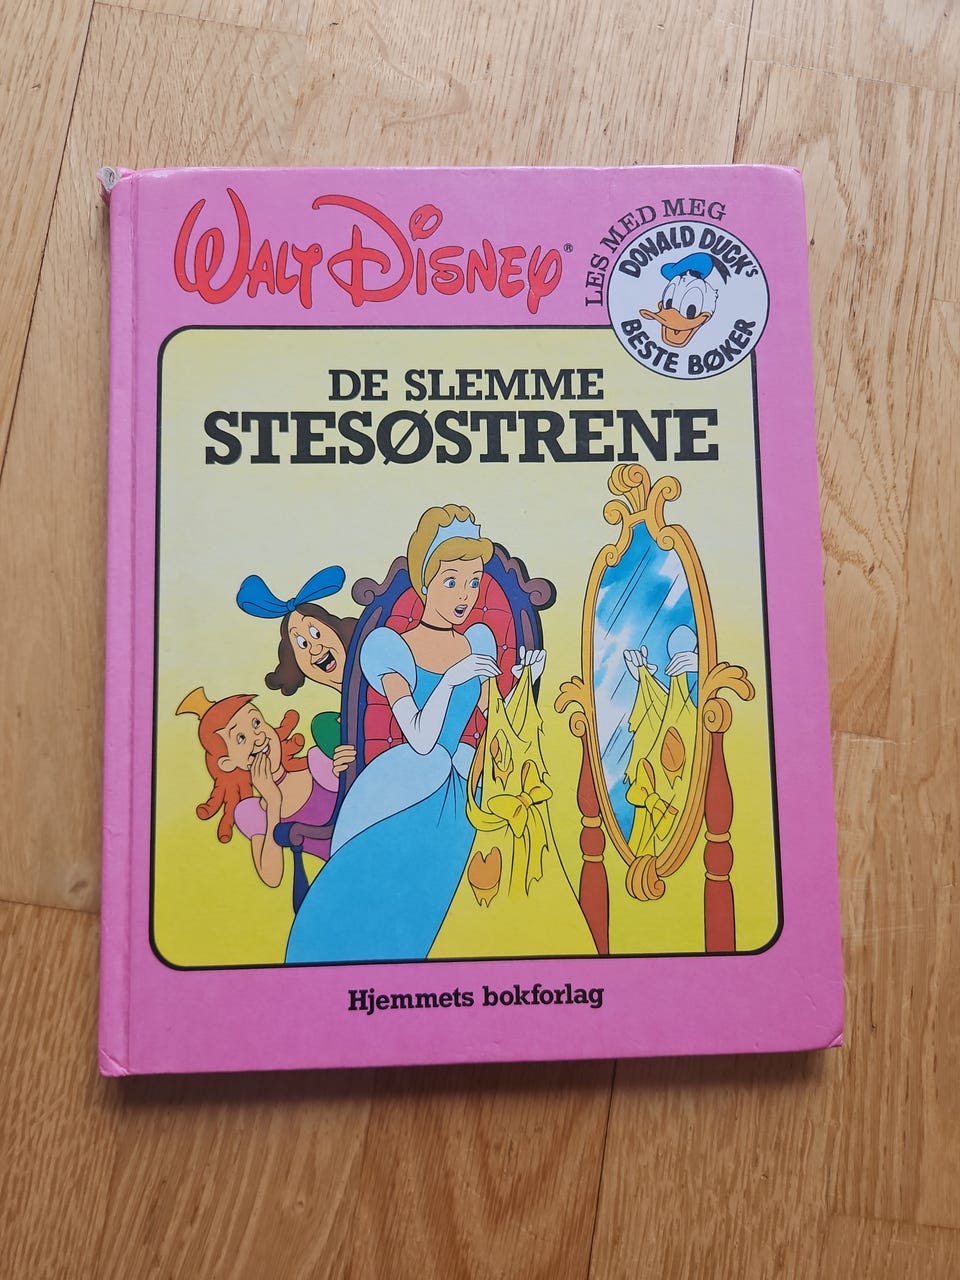 WALT DISNEY®
LES MED MEG
DONALD DUCK's
BESTE BØKER
DE SLEMME
STESØSTRENE
Hjemmets bokforlag